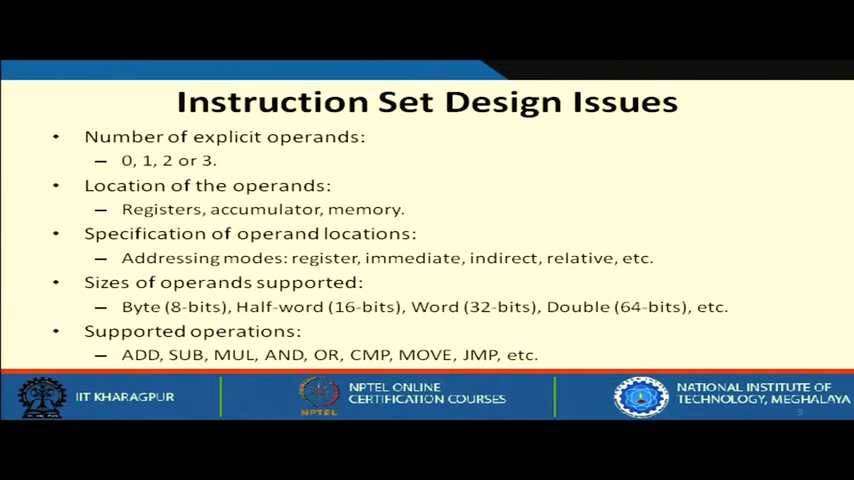 Instruction Set Design Issues
• Number of explicit operands:
– 0, 1, 2 or 3.
• Location of the operands:
– Registers, accumulator, memory.
• Specification of operand locations:
– Addressing modes: register, immediate, indirect, relative, etc.
• Sizes of operands supported:
– Byte (8-bits), Half-word (16-bits), Word (32-bits), Double (64-bits), etc.
• Supported operations:
– ADD, SUB, MUL, AND, OR, CMP, MOVE, JMP, etc.
IIT KHARAGPUR
NPTEL
NPTEL ONLINE
CERTIFICATION COURSES
NATIONAL INSTITUTE OF
TECHNOLOGY, MEGHALAYA
3